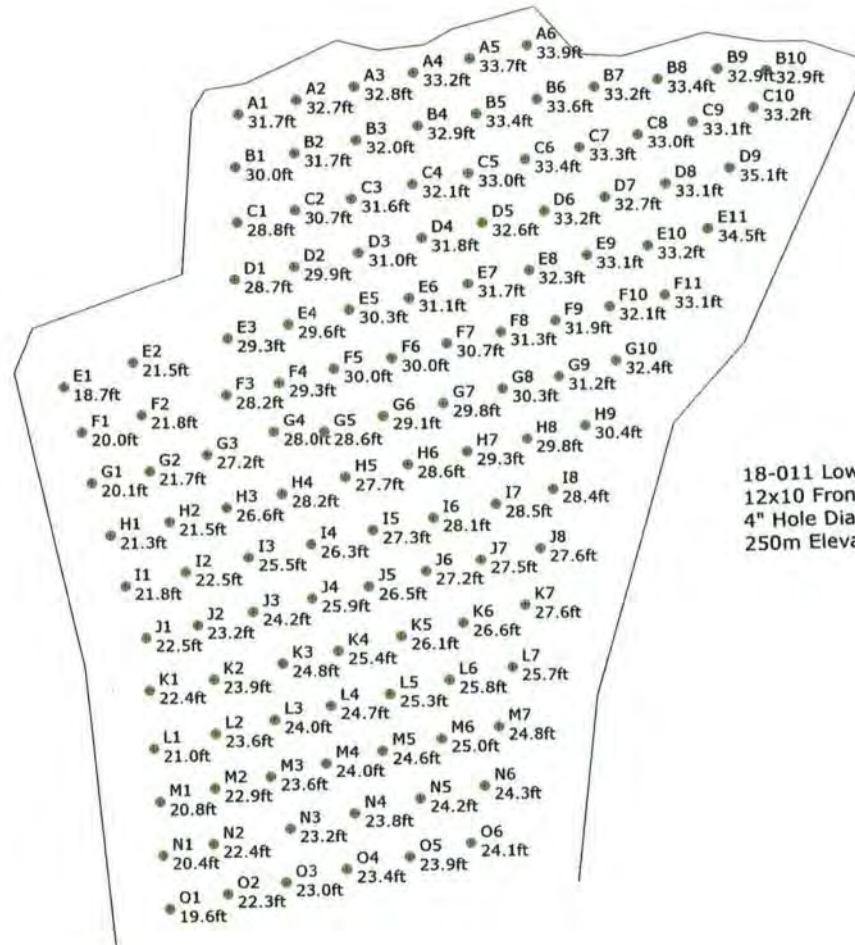 A1
31.7ft
A2
32.7ft
A3
32.8ft
A4
33.2ft
A5
33.7ft
A6
33.9ft
B1
30.0ft
B2
31.7ft
B3
32.0ft
B4
32.9ft
B5
33.4ft
B6
33.6ft
B7
33.2ft
B8
33.4ft
B9
32.9ft
B10
32.9ft
C1
28.8ft
C2
30.7ft
C3
31.6ft
C4
32.1ft
C5
33.0ft
C6
33.4ft
C7
33.3ft
C8
33.0ft
C9
33.1ft
C10
33.2ft
D1
28.7ft
D2
29.9ft
D3
31.0ft
D4
31.8ft
D5
32.6ft
D6
33.2ft
D7
32.7ft
D8
33.1ft
D9
35.1ft
E1
18.7ft
E2
21.5ft
E3
29.3ft
E4
29.6ft
E5
30.3ft
E6
31.1ft
E7
31.7ft
E8
32.3ft
E9
33.1ft
E10
33.2ft
E11
34.5ft
F1
20.0ft
F2
21.8ft
F3
28.2ft
F4
29.3ft
F5
30.0ft
F6
30.0ft
F7
30.7ft
F8
31.3ft
F9
31.9ft
F10
32.1ft
F11
33.1ft
G1
20.1ft
G2
21.7ft
G3
27.2ft
G4
28.0ft
G5
28.6ft
G6
29.1ft
G7
29.8ft
G8
30.3ft
G9
31.2ft
G10
32.4ft
H1
21.3ft
H2
21.5ft
H3
26.6ft
H4
28.2ft
H5
27.7ft
H6
28.6ft
H7
29.3ft
H8
29.8ft
H9
30.4ft
18-011 Low
12x10 Fron
4" Hole Dia
250m Eleva
I1
21.8ft
I2
22.5ft
I3
25.5ft
I4
26.3ft
I5
27.3ft
I6
28.1ft
I7
28.5ft
I8
28.4ft
J1
22.5ft
J2
23.2ft
J3
24.2ft
J4
25.9ft
J5
26.5ft
J6
27.2ft
J7
27.5ft
J8
27.6ft
K1
22.4ft
K2
23.9ft
K3
24.8ft
K4
25.4ft
K5
26.1ft
K6
26.6ft
K7
27.6ft
L1
21.0ft
L2
23.6ft
L3
24.0ft
L4
24.7ft
L5
25.3ft
L6
25.8ft
L7
25.7ft
M1
20.8ft
M2
22.9ft
M3
23.6ft
M4
24.0ft
M5
24.6ft
M6
25.0ft
M7
24.8ft
N1
20.4ft
N2
22.4ft
N3
23.2ft
N4
23.8ft
N5
24.2ft
N6
24.3ft
O1
19.6ft
O2
22.3ft
O3
23.0ft
O4
23.4ft
O5
23.9ft
O6
24.1ft